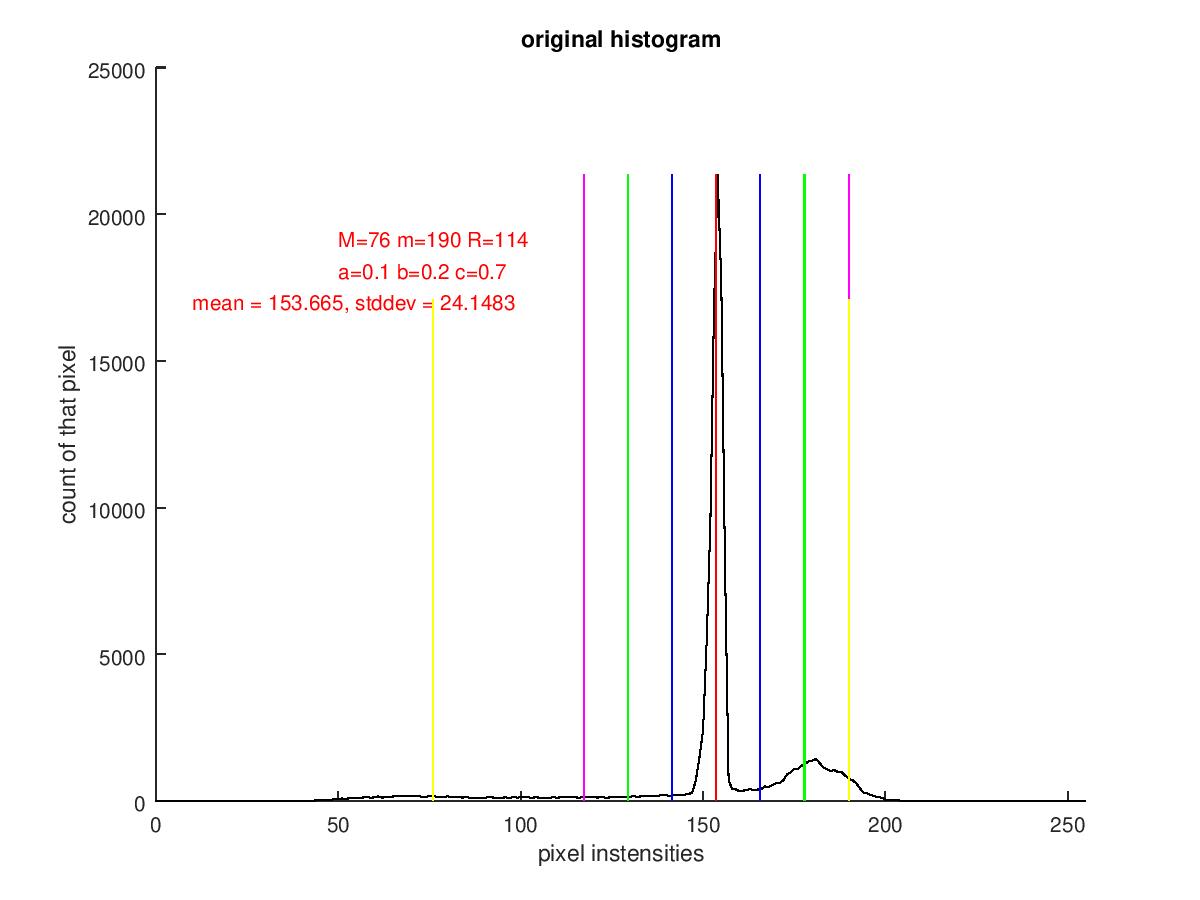 original histogram
25000
20000
15000
10000
5000
0
count of that pixel
M=76 m=190 R=114
a=0.1 b=0.2 c=0.7
mean = 153.665, stddev = 24.1483
0 50 100 150 200 250
pixel instensities